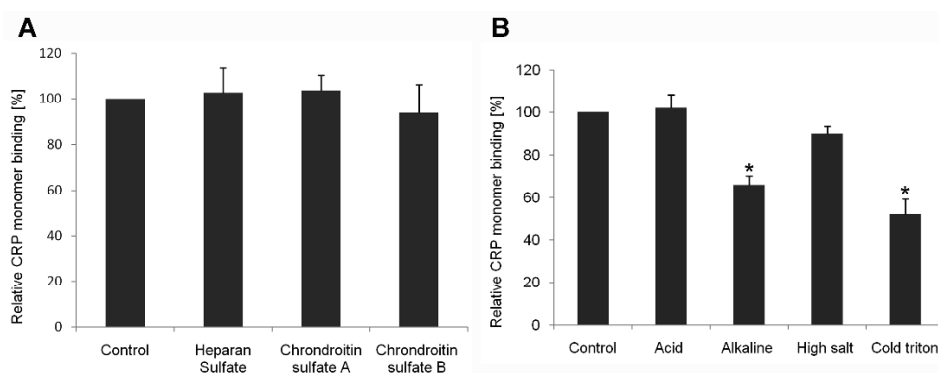 A
Relative CRP monomer binding [%]
120
100
80
60
40
20
0
Control
Heparan
Sulfate
Chrondroitin
sulfate A
Chrondroitin
sulfate B
B
Relative CRP monomer binding [%]
120
100
80
60
40
20
0
*
*
Control
Acid
Alkaline
High salt
Cold triton